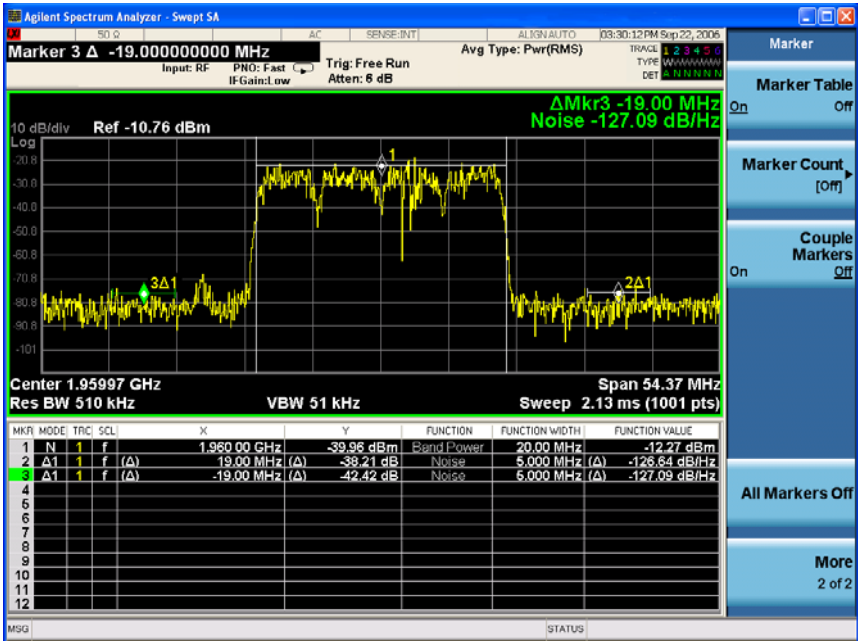 Agilent Spectrum Analyzer - Swept SA
LXI 50 Ω AC SENSE:INT ALIGNAUTO 03:30:12PM Sep 22, 2006
Marker 3 Δ -19.000000000 MHz
Input: RF PNO: Fast IFGain:Low
Trig: Free Run
Atten: 6 dB
Avg Type: Pwr(RMS)
TRACE 1 2 3 4 5 6
TYPE WWWWWW
DET A N N N N N
ΔMkr3 -19.00 MHz
Noise -127.09 dB/Hz
10 dB/div Ref -10.76 dBm
Log
-20.8
-30.8
-40.8
-50.8
-60.8
-70.8
-80.8
-90.8
-101
1
3Δ1
2Δ1
Center 1.95997 GHz Span 54.37 MHz
Res BW 510 kHz VBW 51 kHz Sweep 2.13 ms (1001 pts)
MKR MODE TRC SCL X Y FUNCTION FUNCTION WIDTH FUNCTION VALUE
1 N 1 f 1.960 00 GHz -39.96 dBm Band Power 20.00 MHz -12.27 dBm
2 Δ1 1 f (Δ) 19.00 MHz (Δ) -38.21 dB Noise 5.000 MHz (Δ) -126.64 dB/Hz
3 Δ1 1 f (Δ) -19.00 MHz (Δ) -42.42 dB Noise 5.000 MHz (Δ) -127.09 dB/Hz
4
5
6
7
8
9
10
11
12
MSG STATUS
Marker
Marker Table
On Off
Marker Count
[Off]
Couple
Markers
On Off
All Markers Off
More
2 of 2